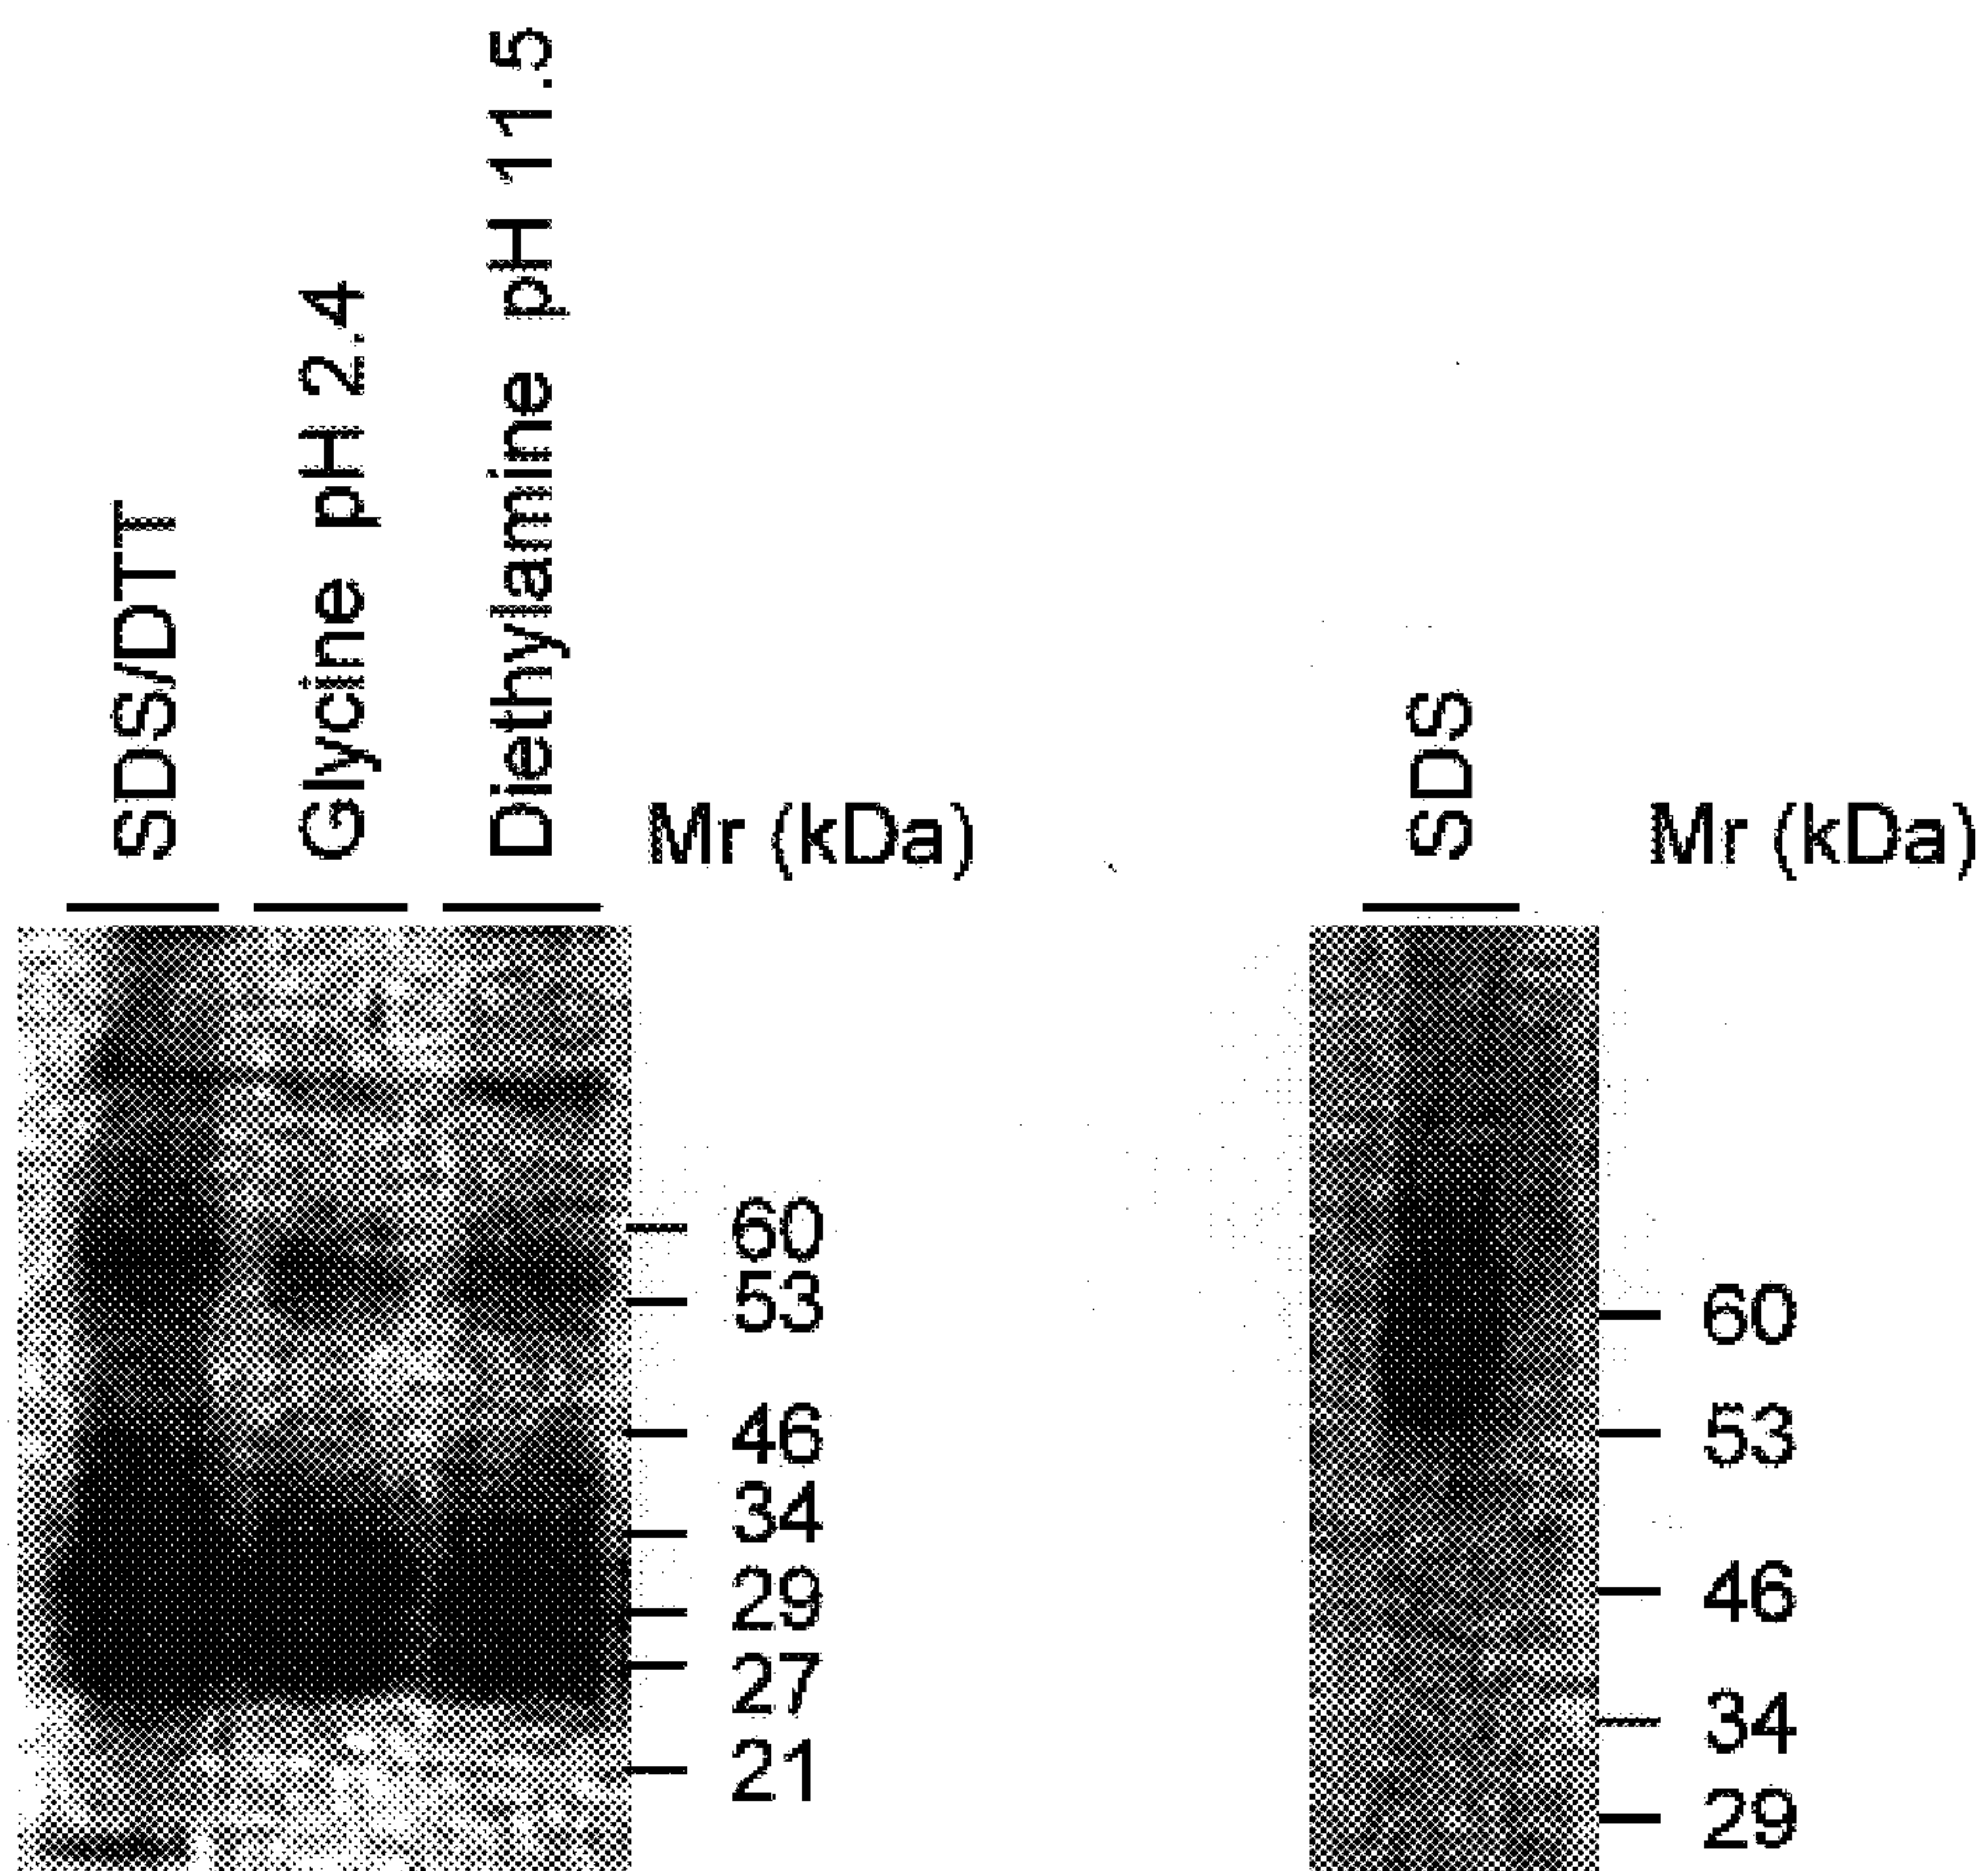 SDS/DTT
Glycine pH 2.4
Diethylamine pH 11.5
Mr (kDa)
60
53
46
34
29
27
21
SDS
Mr (kDa)
60
53
46
34
29